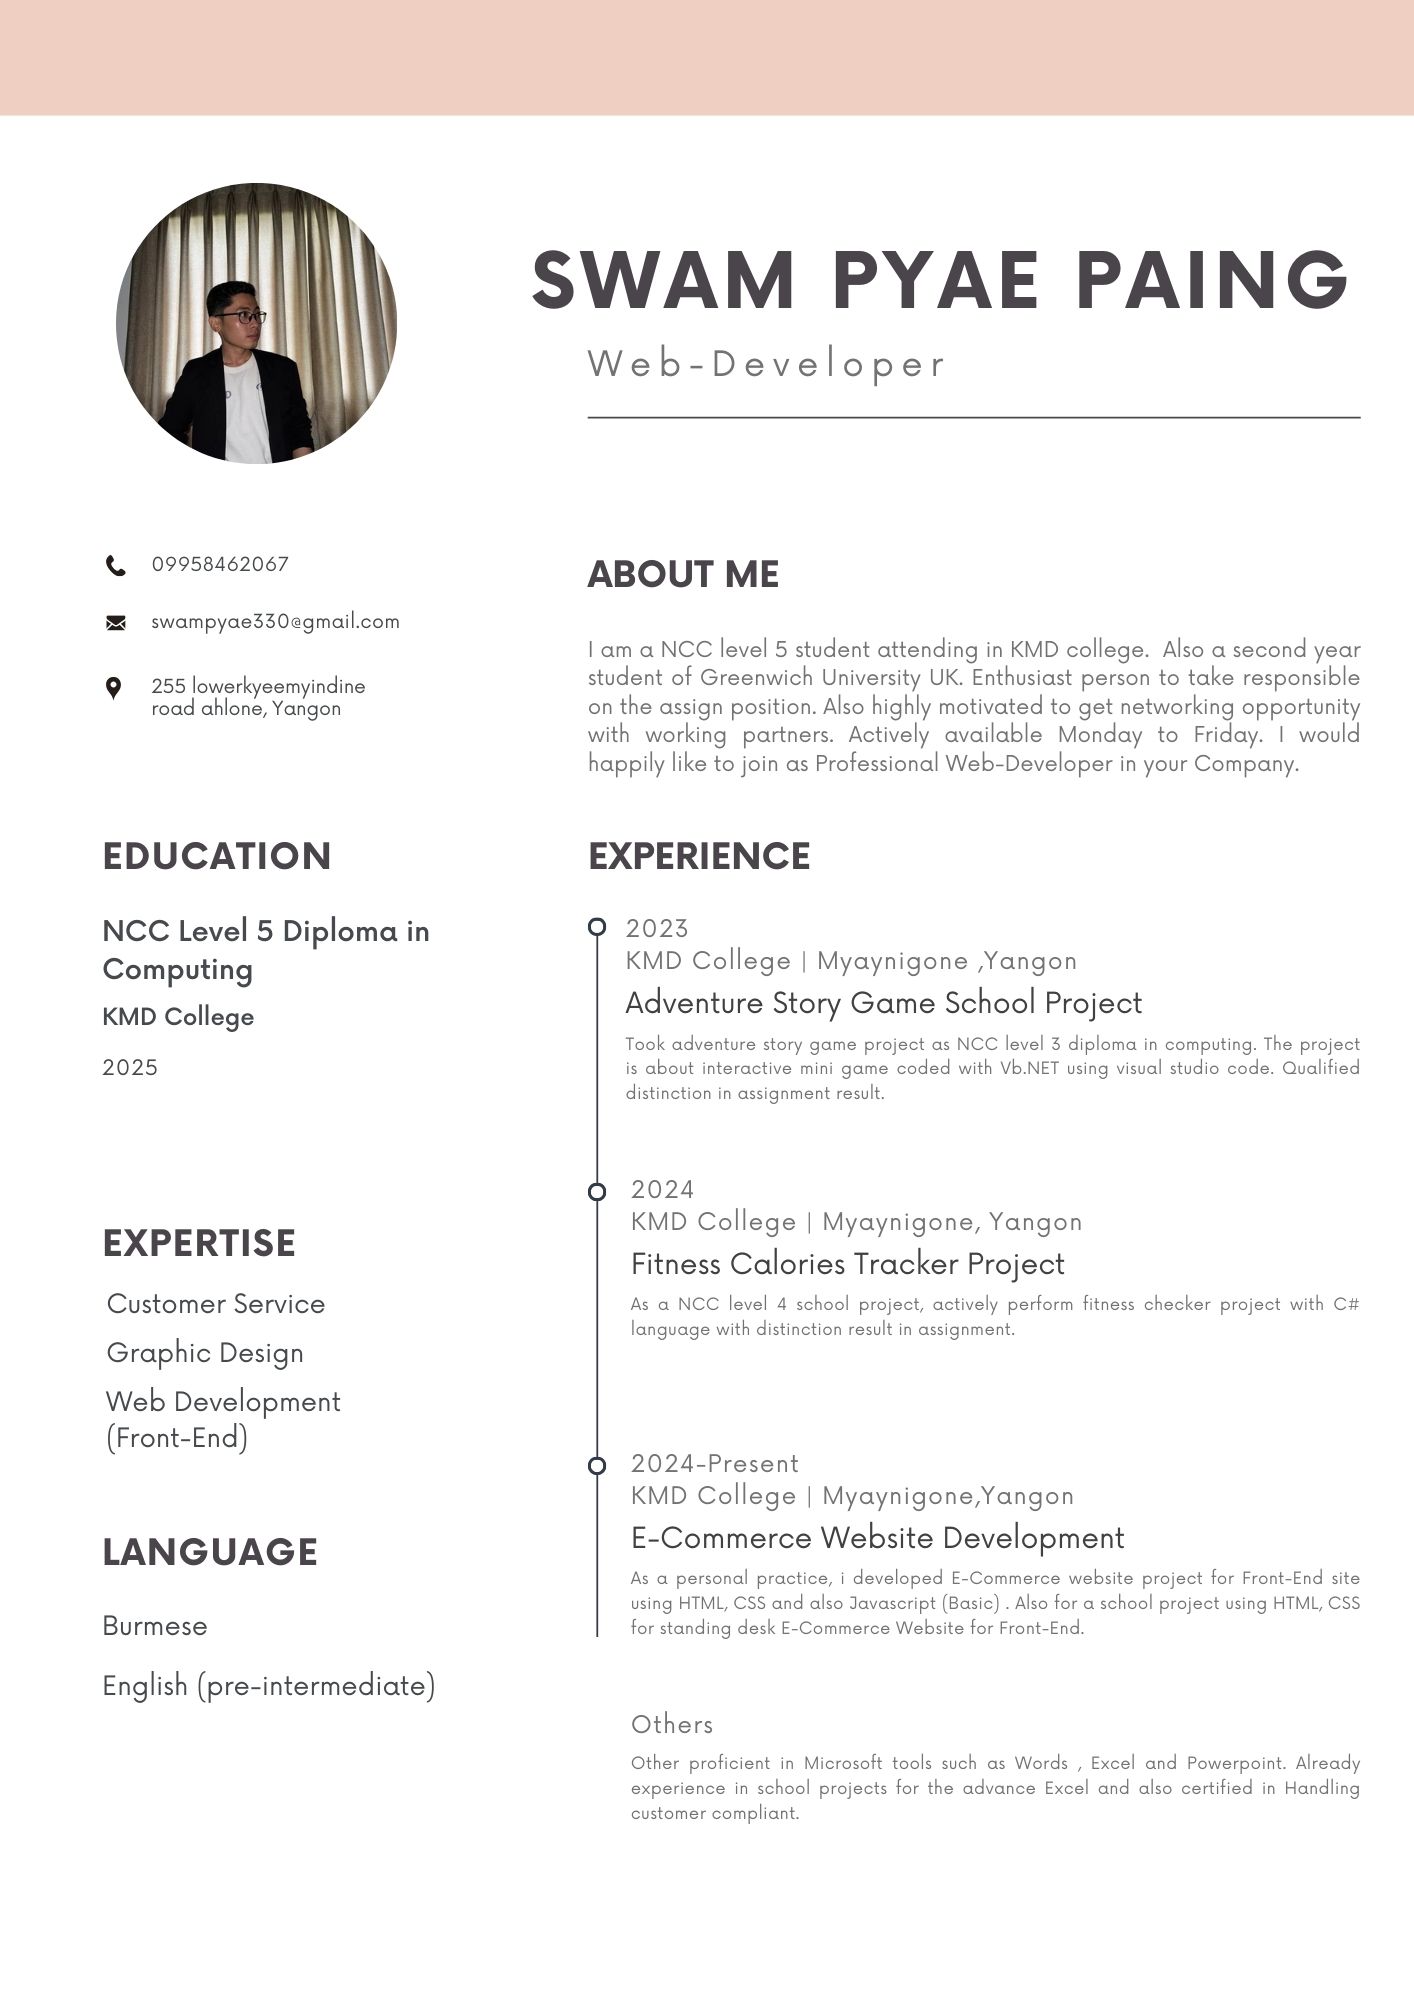 SWAM PYAE PAING
Web-Developer
09958462067
swampyae330@gmail.com
255 lowerkyeemyindine
road ahlone, Yangon
ABOUT ME
I am a NCC level 5 student attending in KMD college. Also a second year
student of Greenwich University UK. Enthusiast person to take responsible
on the assign position. Also highly motivated to get networking opportunity
with working partners. Actively available Monday to Friday. I would
happily like to join as Professional Web-Developer in your Company.
EDUCATION
NCC Level 5 Diploma in
Computing
KMD College
2025
EXPERTISE
Customer Service
Graphic Design
Web Development
(Front-End)
LANGUAGE
Burmese
English (pre-intermediate)
EXPERIENCE
2023
KMD College | Myaynigone ,Yangon
Adventure Story Game School Project
Took adventure story game project as NCC level 3 diploma in computing. The project
is about interactive mini game coded with Vb.NET using visual studio code. Qualified
distinction in assignment result.
2024
KMD College | Myaynigone, Yangon
Fitness Calories Tracker Project
As a NCC level 4 school project, actively perform fitness checker project with C#
language with distinction result in assignment.
2024-Present
KMD College | Myaynigone,Yangon
E-Commerce Website Development
As a personal practice, i developed E-Commerce website project for Front-End site
using HTML, CSS and also Javascript (Basic) . Also for a school project using HTML, CSS
for standing desk E-Commerce Website for Front-End.
Others
Other proficient in Microsoft tools such as Words , Excel and Powerpoint. Already
experience in school projects for the advance Excel and also certified in Handling
customer compliant.